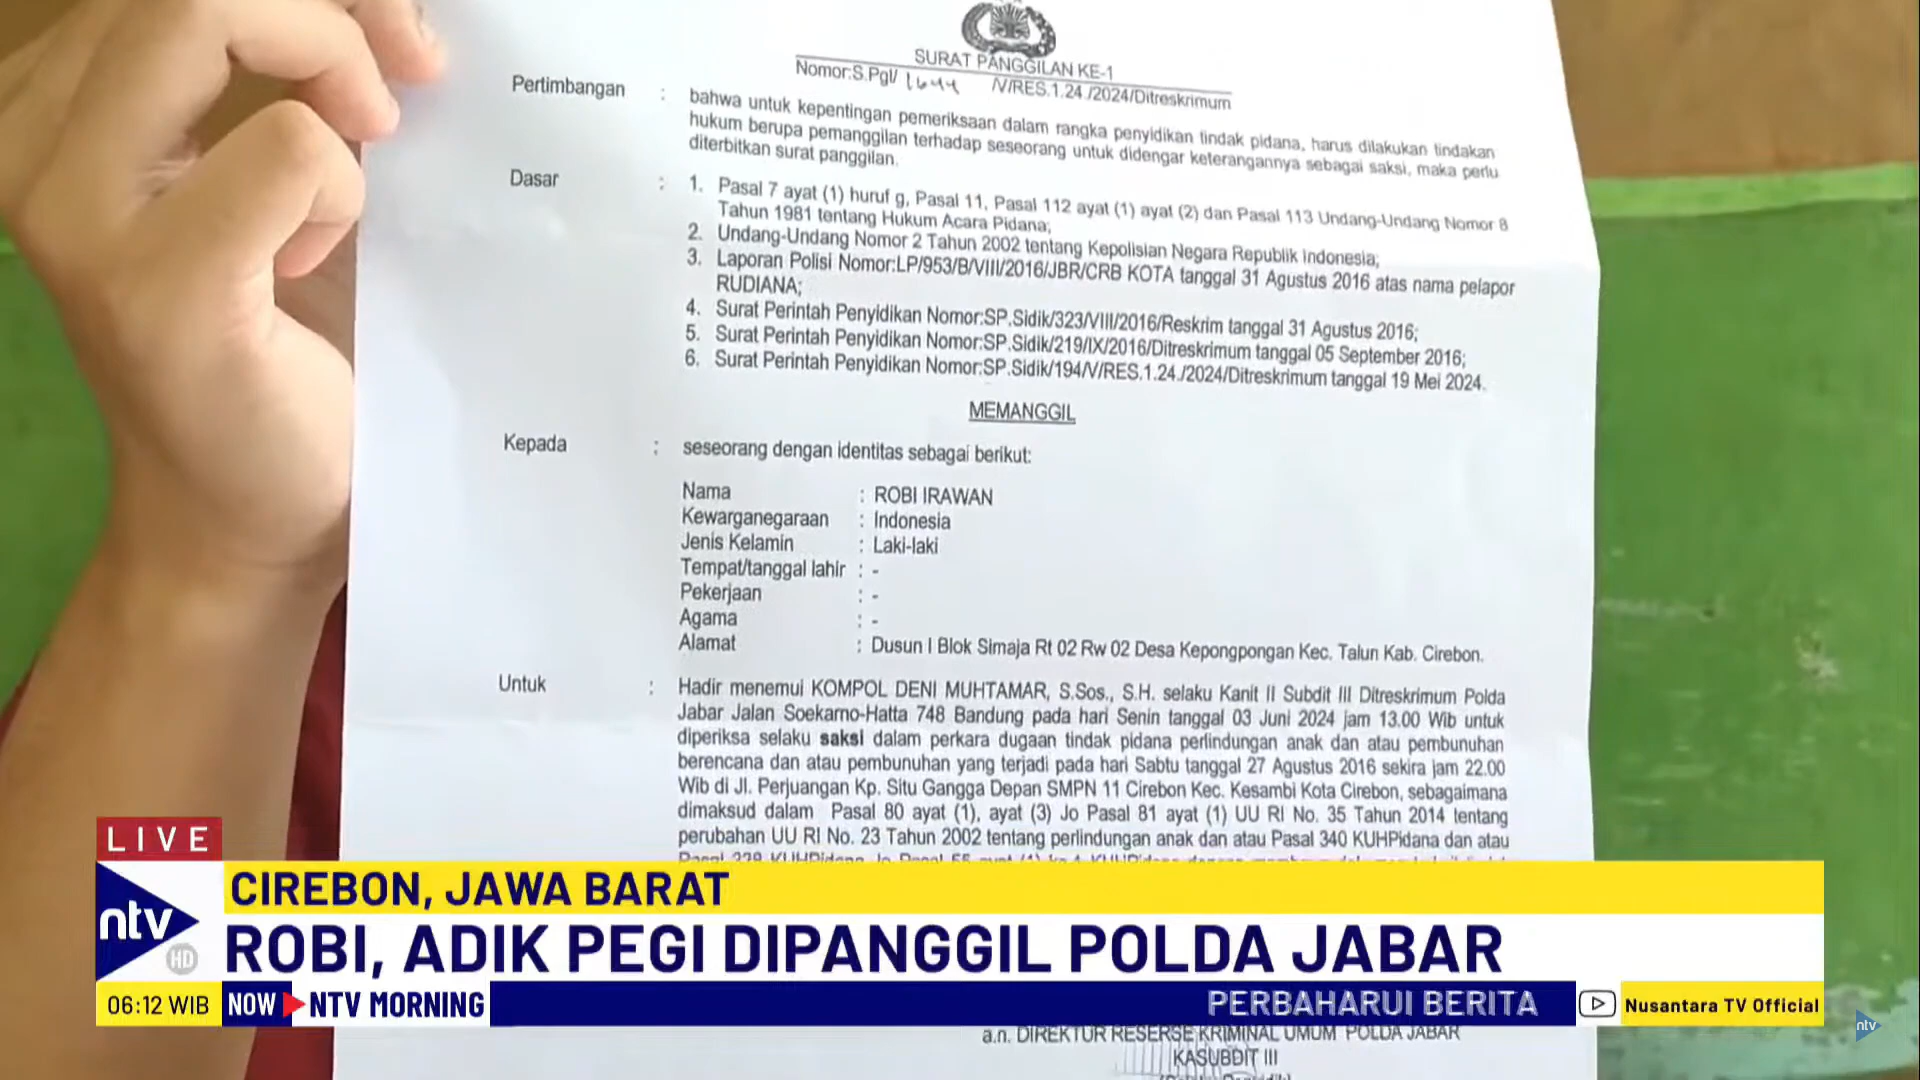 SURAT PANGGILAN KE-1
Nomor:S.Pgl/ 1644 /V/RES.1.24./2024/Ditreskrimum
Pertimbangan : bahwa untuk kepentingan pemeriksaan dalam rangka penyidikan tindak pidana, harus dilakukan tindakan
hukum berupa pemanggilan terhadap seseorang untuk didengar keterangannya sebagai saksi, maka perlu
diterbitkan surat panggilan.
Dasar : 1. Pasal 7 ayat (1) huruf g, Pasal 11, Pasal 112 ayat (1) ayat (2) dan Pasal 113 Undang-Undang Nomor 8
Tahun 1981 tentang Hukum Acara Pidana;
2. Undang-Undang Nomor 2 Tahun 2002 tentang Kepolisian Negara Republik Indonesia;
3. Laporan Polisi Nomor:LP/953/B/VIII/2016/JBR/CRB KOTA tanggal 31 Agustus 2016 atas nama pelapor
RUDIANA;
4. Surat Perintah Penyidikan Nomor:SP.Sidik/323/VIII/2016/Reskrim tanggal 31 Agustus 2016;
5. Surat Perintah Penyidikan Nomor:SP.Sidik/219/IX/2016/Ditreskrimum tanggal 05 September 2016;
6. Surat Perintah Penyidikan Nomor:SP.Sidik/194/V/RES.1.24./2024/Ditreskrimum tanggal 19 Mei 2024.
MEMANGGIL
Kepada : seseorang dengan identitas sebagai berikut:
Nama : ROBI IRAWAN
Kewarganegaraan : Indonesia
Jenis Kelamin : Laki-laki
Tempat/tanggal lahir : -
Pekerjaan : -
Agama : -
Alamat : Dusun I Blok Simaja Rt 02 Rw 02 Desa Kepongpongan Kec. Talun Kab. Cirebon.
Untuk : Hadir menemui KOMPOL DENI MUHTAMAR, S.Sos., S.H. selaku Kanit II Subdit III Ditreskrimum Polda
Jabar Jalan Soekarno-Hatta 748 Bandung pada hari Senin tanggal 03 Juni 2024 jam 13.00 Wib untuk
diperiksa selaku saksi dalam perkara dugaan tindak pidana perlindungan anak dan atau pembunuhan
berencana dan atau pembunuhan yang terjadi pada hari Sabtu tanggal 27 Agustus 2016 sekira jam 22.00
Wib di Jl. Perjuangan Kp. Situ Gangga Depan SMPN 11 Cirebon Kec. Kesambi Kota Cirebon, sebagaimana
dimaksud dalam Pasal 80 ayat (1), ayat (3) Jo Pasal 81 ayat (1) UU RI No. 35 Tahun 2014 tentang
perubahan UU RI No. 23 Tahun 2002 tentang perlindungan anak dan atau Pasal 340 KUHPidana dan atau
LIVE
ntv
HD
CIREBON, JAWA BARAT
ROBI, ADIK PEGI DIPANGGIL POLDA JABAR
06:12 WIB NOW NTV MORNING
PERBAHARUI BERITA
Nusantara TV Official
ntv
a.n. DIREKTUR RESERSE KRIMINAL UMUM POLDA JABAR
KASUBDIT III